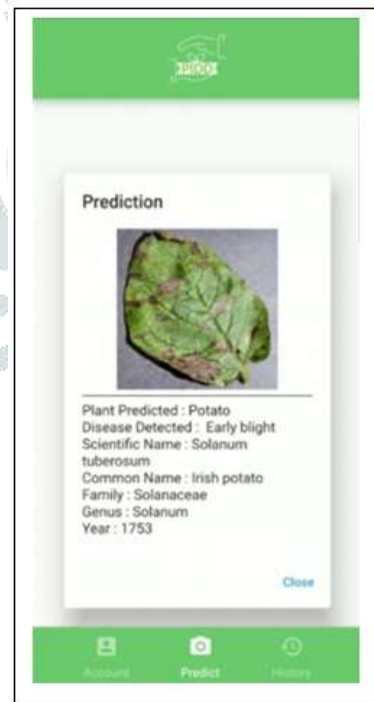 PIDD
Prediction
Plant Predicted : Potato
Disease Detected : Early blight
Scientific Name : Solanum
tuberosum
Common Name : Irish potato
Family : Solanaceae
Genus : Solanum
Year : 1753
Close
Account Predict History